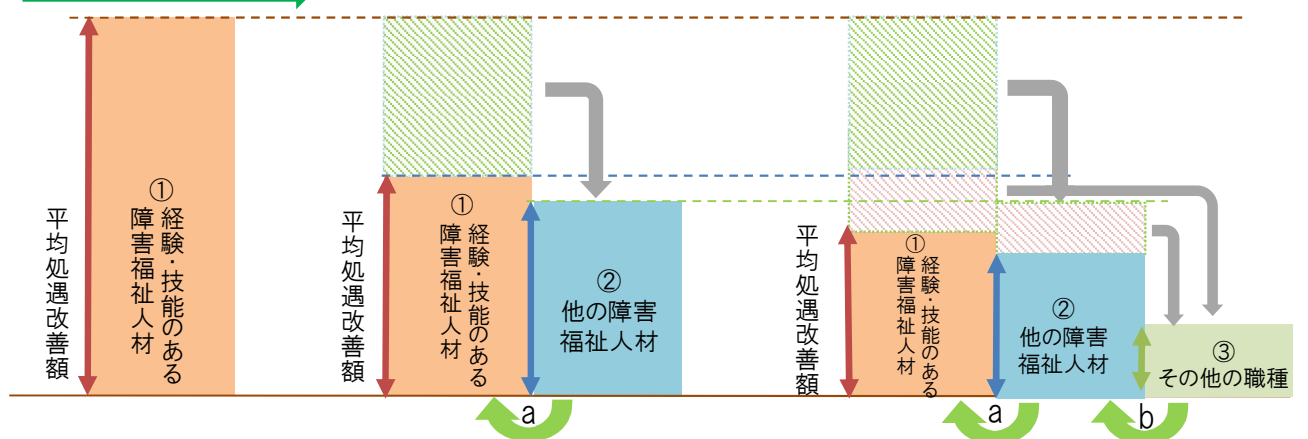 平均処遇改善額
①
経験・技能のある
障害福祉人材
平均処遇改善額
①
経験・技能のある
障害福祉人材
②
他の障害
福祉人材
a
平均処遇改善額
①
経験・技能のある
障害福祉人材
②
他の障害
福祉人材
③
その他の職種
a
b